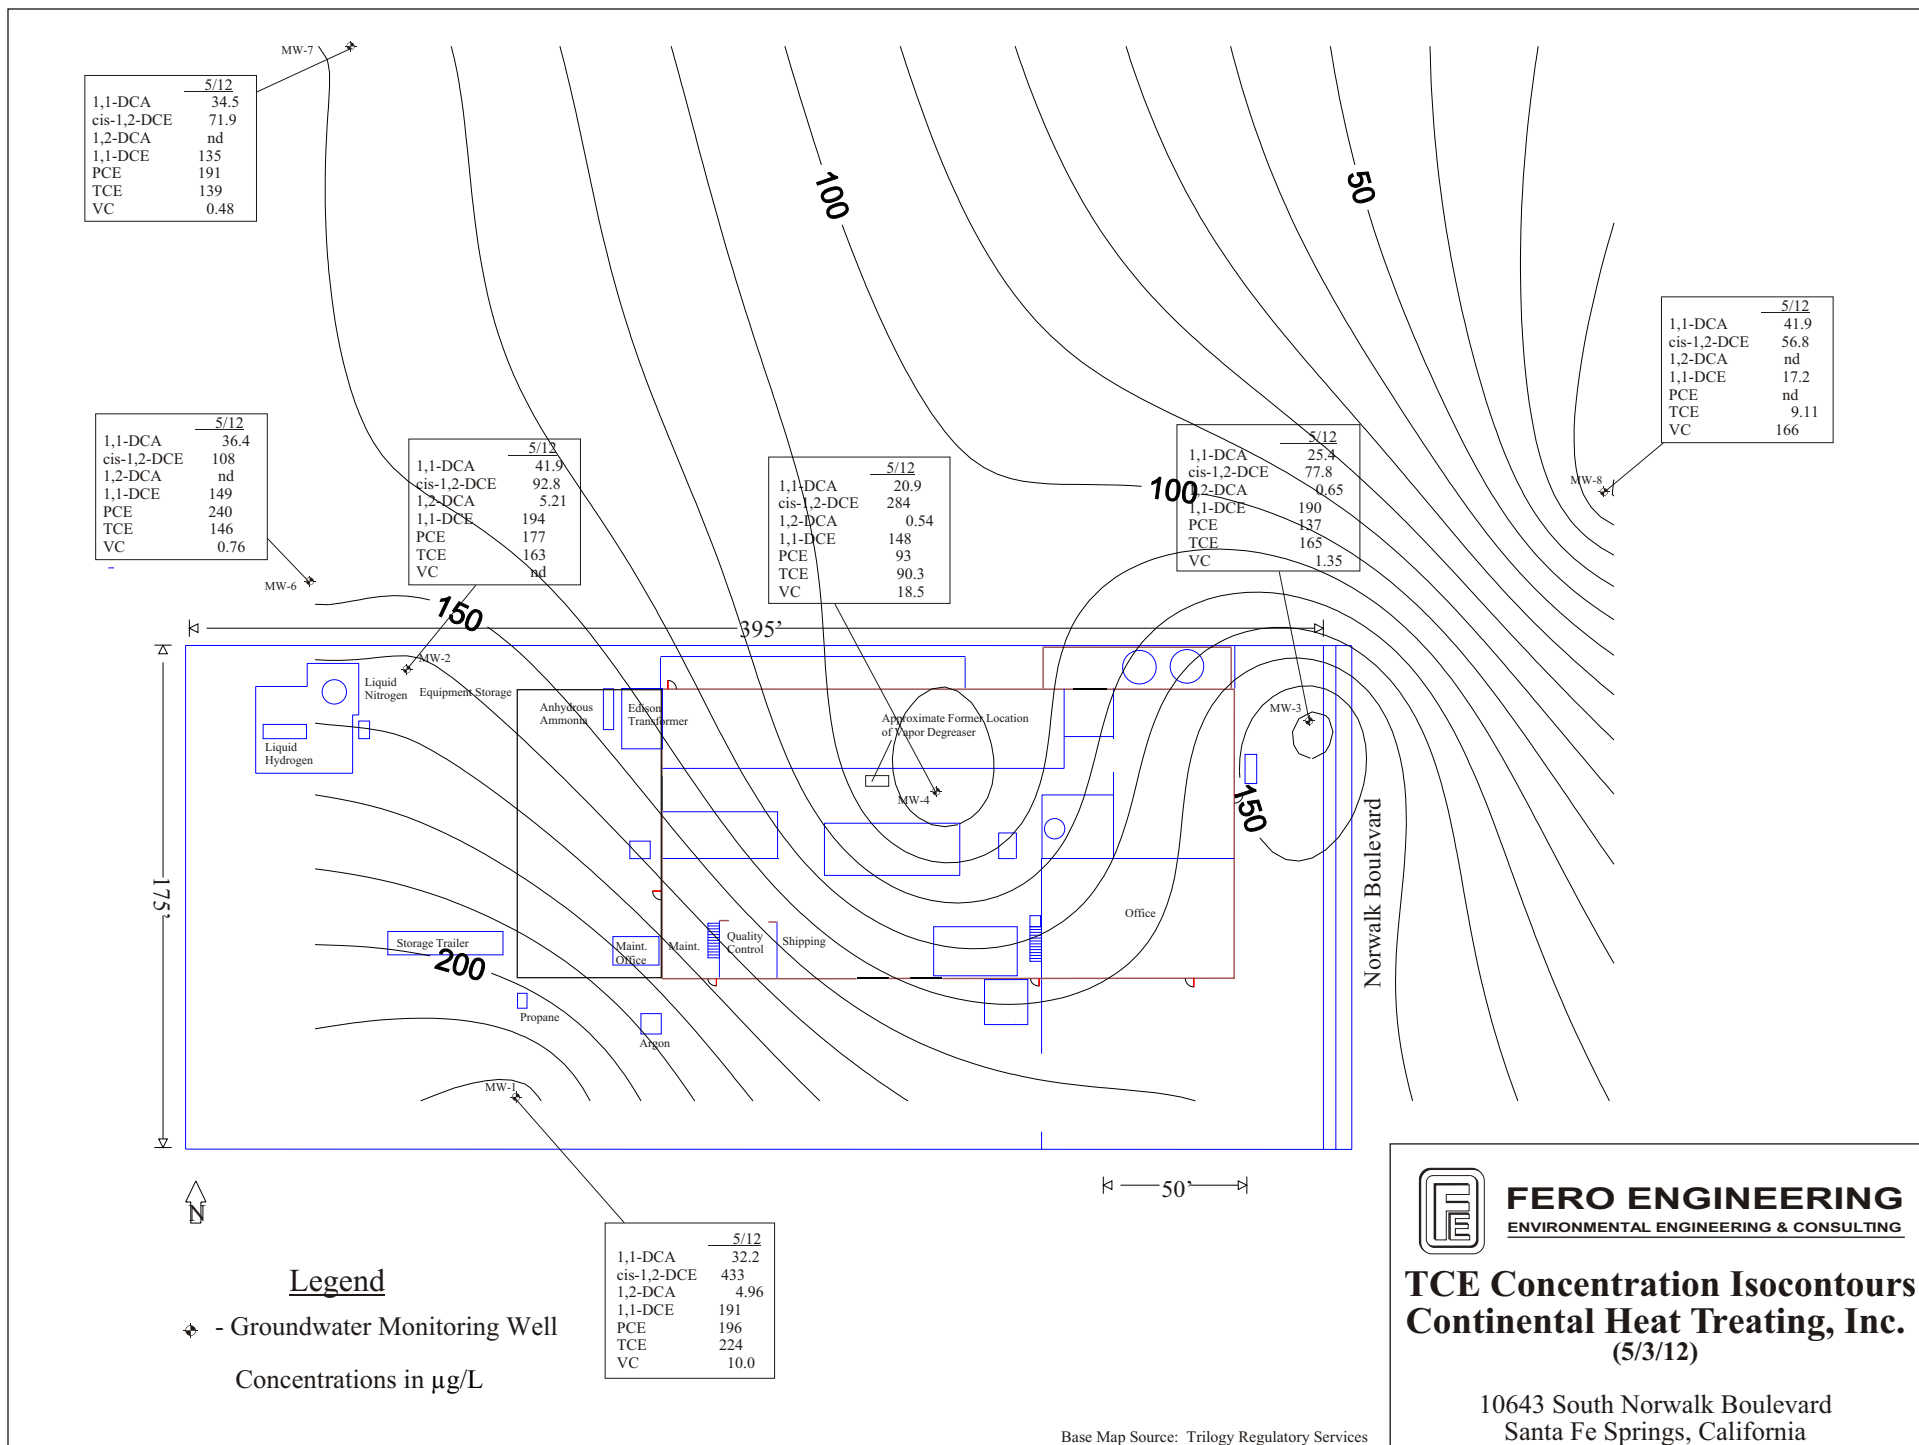 MW-7
5/12
1,1-DCA 34.5
cis-1,2-DCE 71.9
1,2-DCA nd
1,1-DCE 135
PCE 191
TCE 139
VC 0.48
100
50
5/12
1,1-DCA 41.9
cis-1,2-DCE 56.8
1,2-DCA nd
1,1-DCE 17.2
PCE nd
TCE 9.11
VC 166
MW-8
5/12
1,1-DCA 36.4
cis-1,2-DCE 108
1,2-DCA nd
1,1-DCE 149
PCE 240
TCE 146
VC 0.76
MW-6
5/12
1,1-DCA 41.9
cis-1,2-DCE 92.8
1,2-DCA 5.21
1,1-DCE 194
PCE 177
TCE 163
VC nd
5/12
1,1-DCA 20.9
cis-1,2-DCE 284
1,2-DCA 0.54
1,1-DCE 148
PCE 93
TCE 90.3
VC 18.5
100
5/12
1,1-DCA 25.4
cis-1,2-DCE 77.8
1,2-DCA 0.65
1,1-DCE 190
PCE 137
TCE 165
VC 1.35
150
395'
MW-2
Liquid
Nitrogen
Equipment Storage
Anhydrous
Ammonia
Edison
Transformer
Approximate Former Location
of Vapor Degreaser
MW-3
Liquid
Hydrogen
MW-4
150
Norwalk Boulevard
175'
Office
Storage Trailer
200
Maint.
Office
Maint.
Quality
Control
Shipping
Propane
Argon
MW-1
50'
N
5/12
1,1-DCA 32.2
cis-1,2-DCE 433
1,2-DCA 4.96
1,1-DCE 191
PCE 196
TCE 224
VC 10.0
Legend
- Groundwater Monitoring Well
Concentrations in µg/L
FE
FERO ENGINEERING
ENVIRONMENTAL ENGINEERING & CONSULTING
TCE Concentration Isocontours
Continental Heat Treating, Inc.
(5/3/12)
10643 South Norwalk Boulevard
Santa Fe Springs, California
Base Map Source: Trilogy Regulatory Services